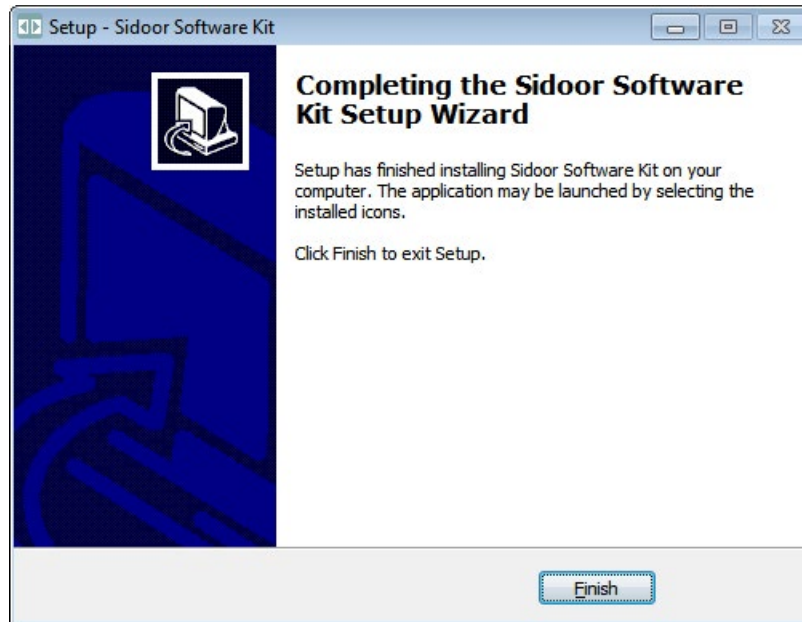 Setup - Sidoor Software Kit
Completing the Sidoor Software
Kit Setup Wizard
Setup has finished installing Sidoor Software Kit on your
computer. The application may be launched by selecting the
installed icons.
Click Finish to exit Setup.
Finish